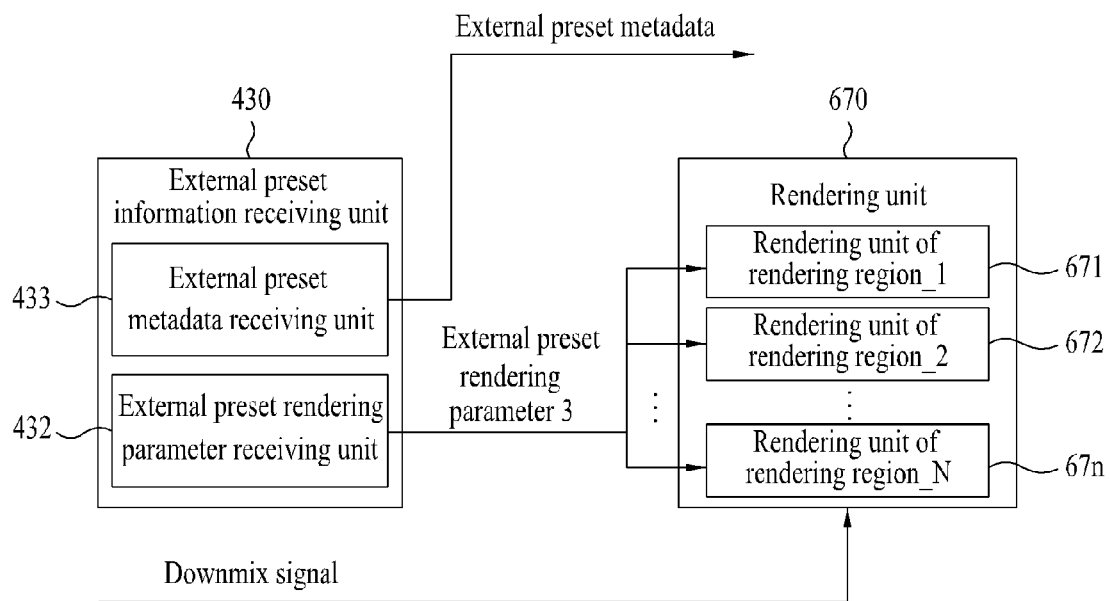 External preset metadata
430
670
External preset
information receiving unit
Rendering unit
433
External preset
metadata receiving unit
Rendering unit of
rendering region_1
671
Rendering unit of
rendering region_2
672
External preset
rendering
parameter 3
432
External preset rendering
parameter receiving unit
Rendering unit of
rendering region_N
67n
Downmix signal